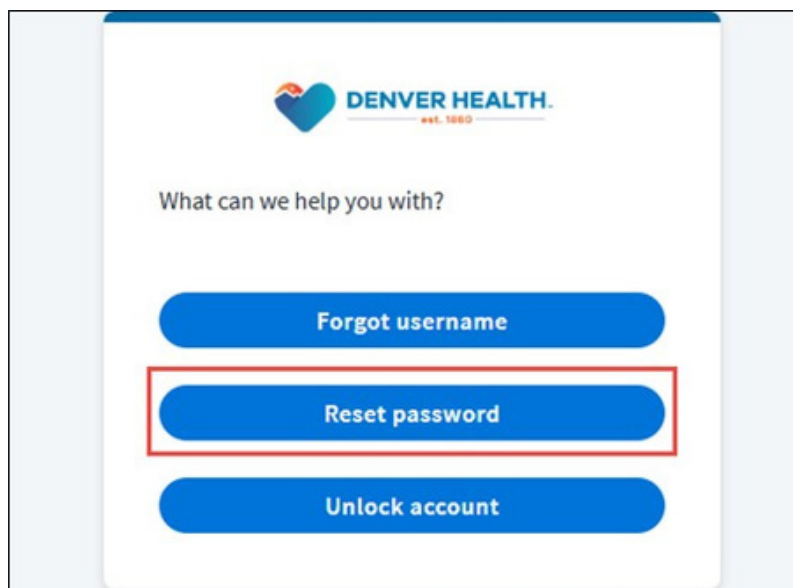 DENVER HEALTH.
est. 1860
What can we help you with?
Forgot username
Reset password
Unlock account